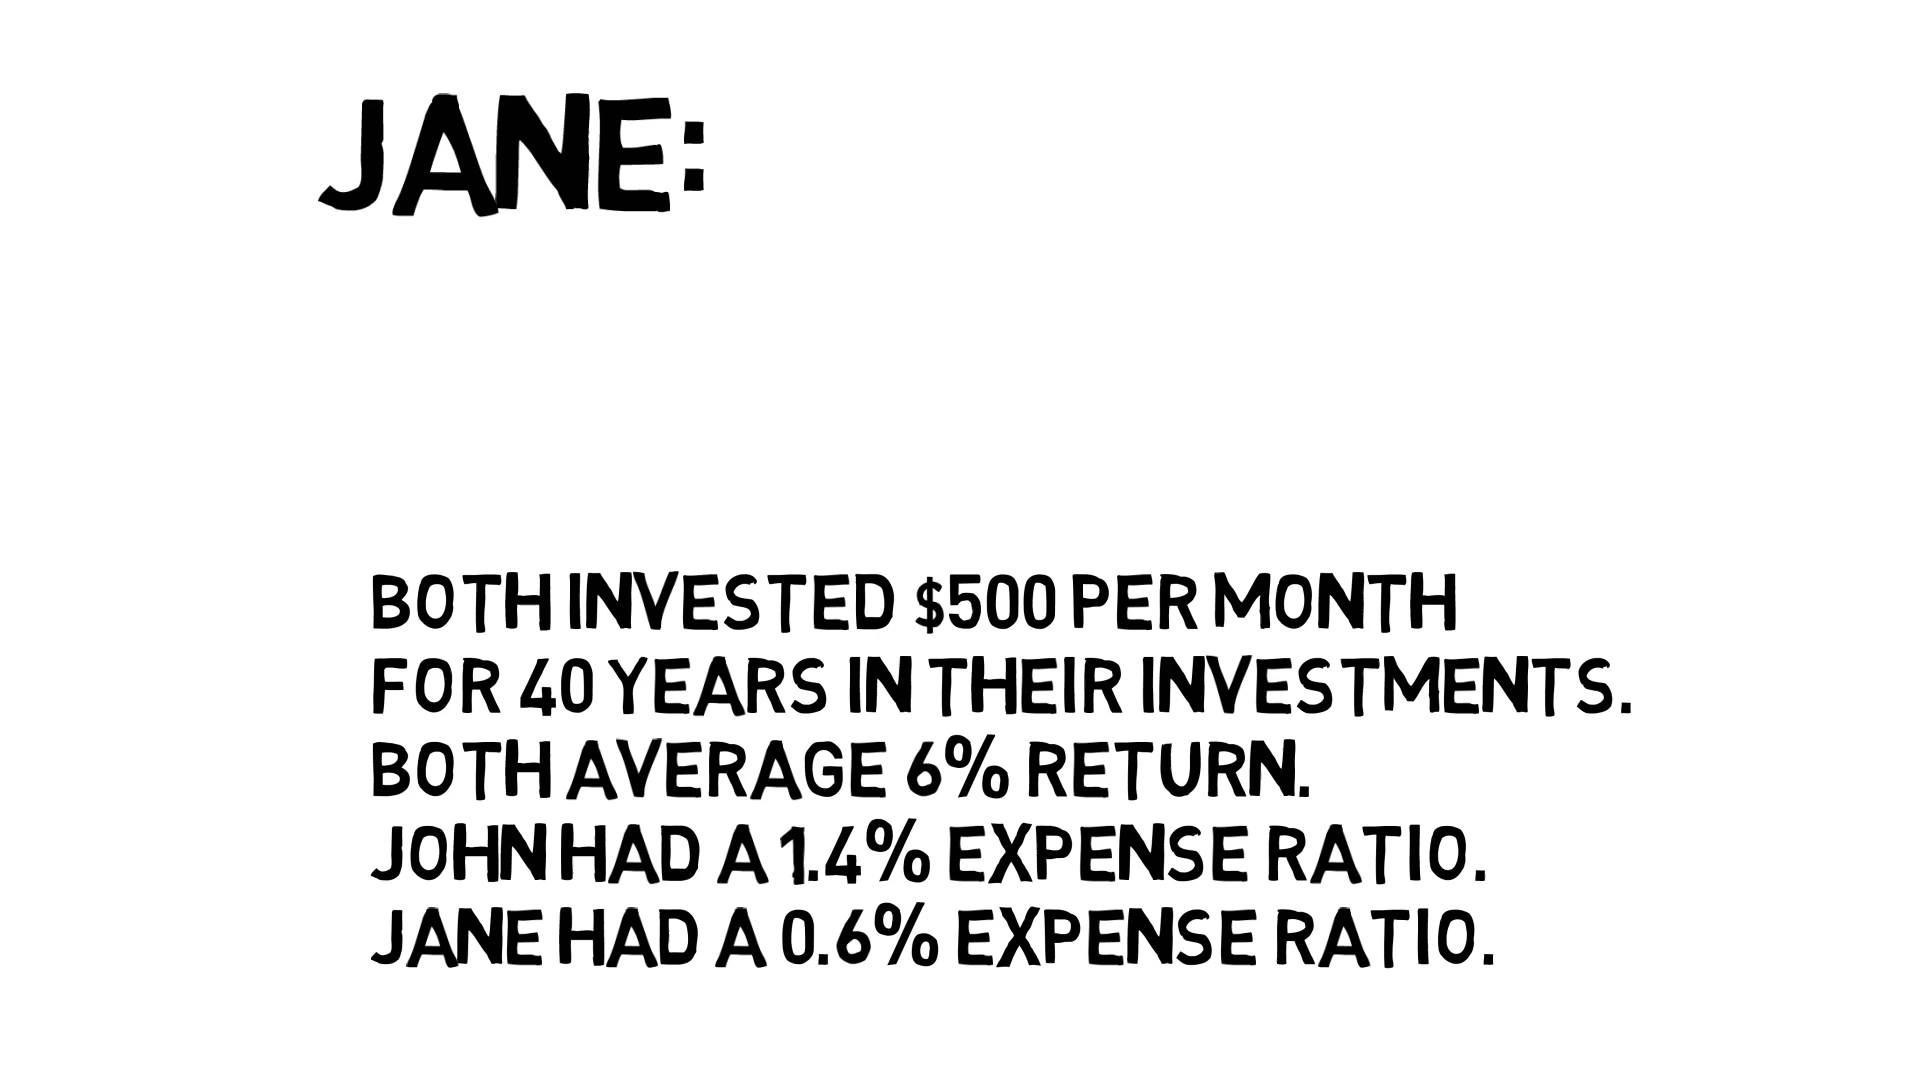 JANE:
BOTH INVESTED $500 PER MONTH
FOR 40 YEARS IN THEIR INVESTMENTS.
BOTH AVERAGE 6% RETURN.
JOHN HAD A 1.4% EXPENSE RATIO.
JANE HAD A 0.6% EXPENSE RATIO.